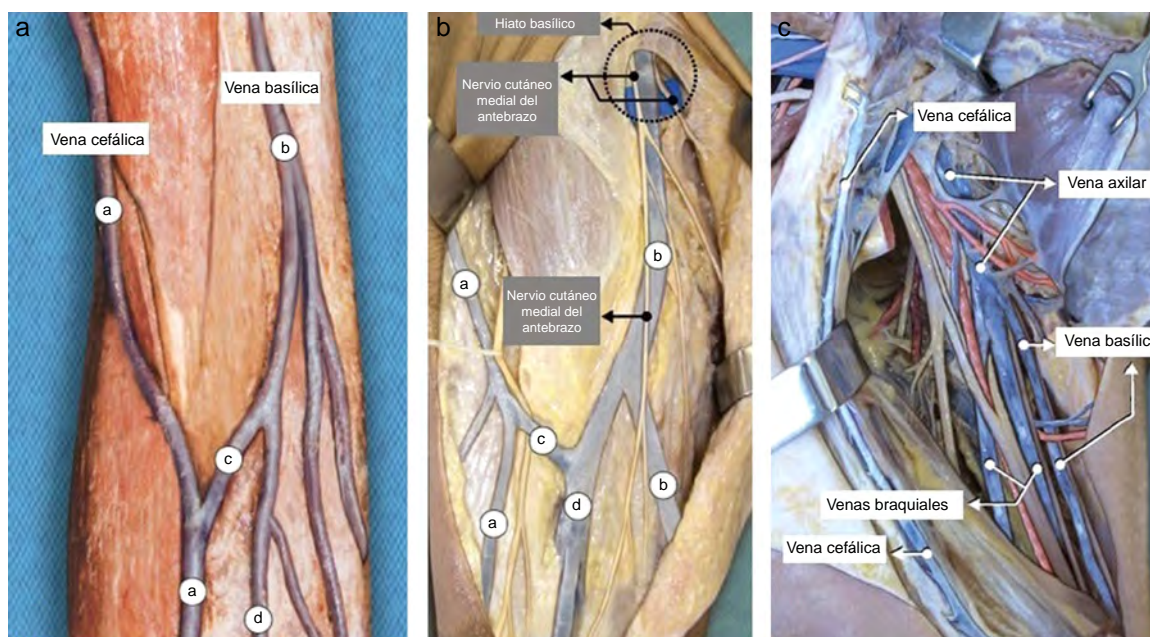 a
Vena basílica
Vena cefálica
b
a
c
a
d
b
Hiato basílico
Nervio cutáneo
medial del
antebrazo
b
a
Nervio cutáneo
medial del
antebrazo
c
b
d
a
c
Vena cefálica
Vena axilar
Vena basílic
Venas braquiales
Vena cefálica